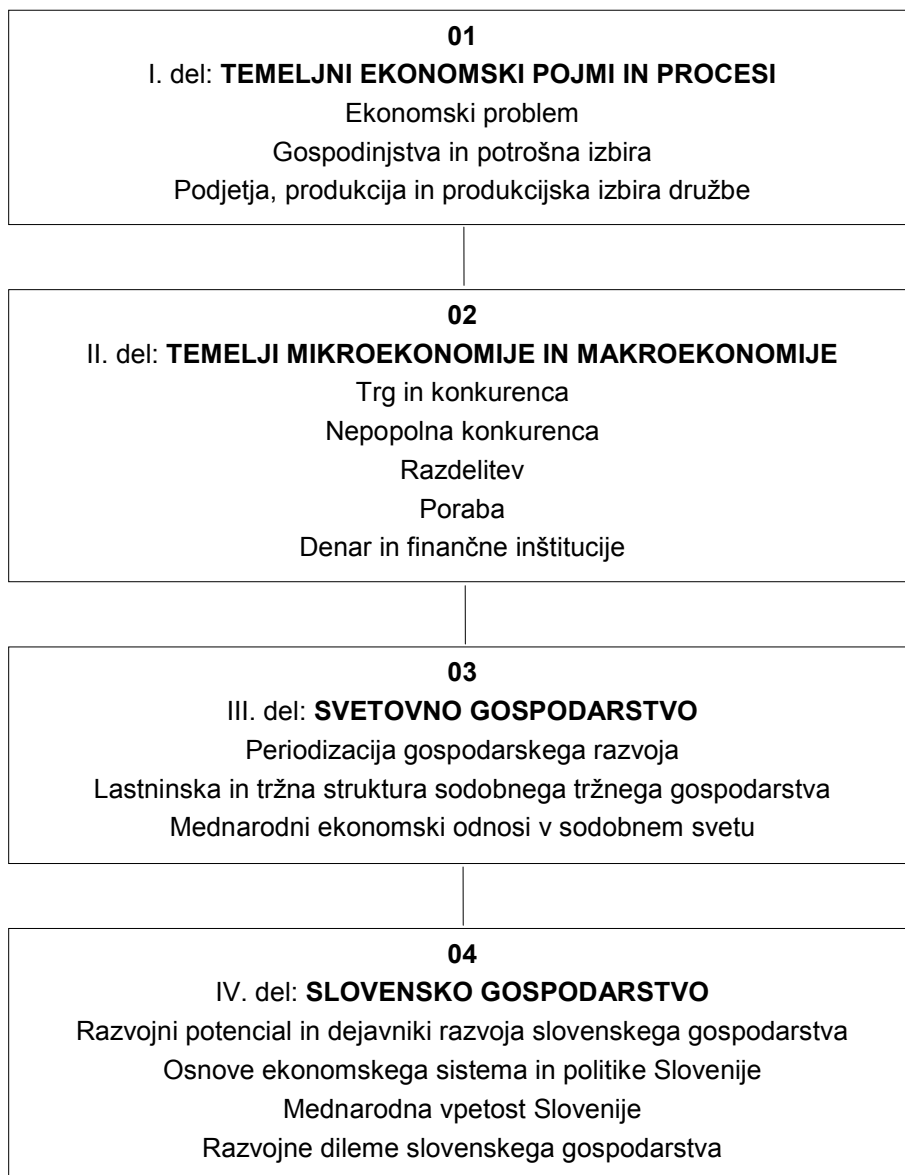 01
I. del: TEMELJNI EKONOMSKI POJMI IN PROCESI
Ekonomski problem
Gospodinjstva in potrošna izbira
Podjetja, produkcija in produkcijska izbira družbe
02
II. del: TEMELJI MIKROEKONOMIJE IN MAKROEKONOMIJE
Trg in konkurenca
Nepopolna konkurenca
Razdelitev
Poraba
Denar in finančne inštitucije
03
III. del: SVETOVNO GOSPODARSTVO
Periodizacija gospodarskega razvoja
Lastninska in tržna struktura sodobnega tržnega gospodarstva
Mednarodni ekonomski odnosi v sodobnem svetu
04
IV. del: SLOVENSKO GOSPODARSTVO
Razvojni potencial in dejavniki razvoja slovenskega gospodarstva
Osnove ekonomskega sistema in politike Slovenije
Mednarodna vpetost Slovenije
Razvojne dileme slovenskega gospodarstva